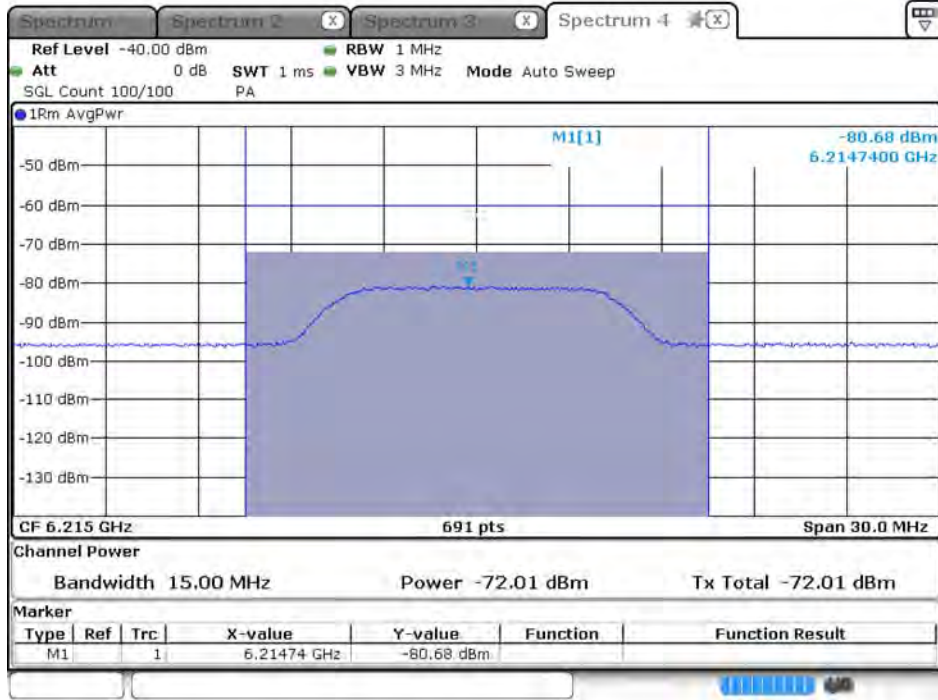 Spectrum Spectrum 2 X Spectrum 3 X Spectrum 4 X
Ref Level -40.00 dBm RBW 1 MHz
Att 0 dB SWT 1 ms VBW 3 MHz Mode Auto Sweep
SGL Count 100/100 PA
1Rm AvgPwr
M1[1] -80.68 dBm
6.2147400 GHz
-50 dBm
-60 dBm
-70 dBm
M1
-80 dBm
-90 dBm
-100 dBm
-110 dBm
-120 dBm
-130 dBm
CF 6.215 GHz 691 pts Span 30.0 MHz
Channel Power
Bandwidth 15.00 MHz Power -72.01 dBm Tx Total -72.01 dBm
Marker
Type Ref Trc X-value Y-value Function Function Result
M1 1 6.21474 GHz -80.68 dBm